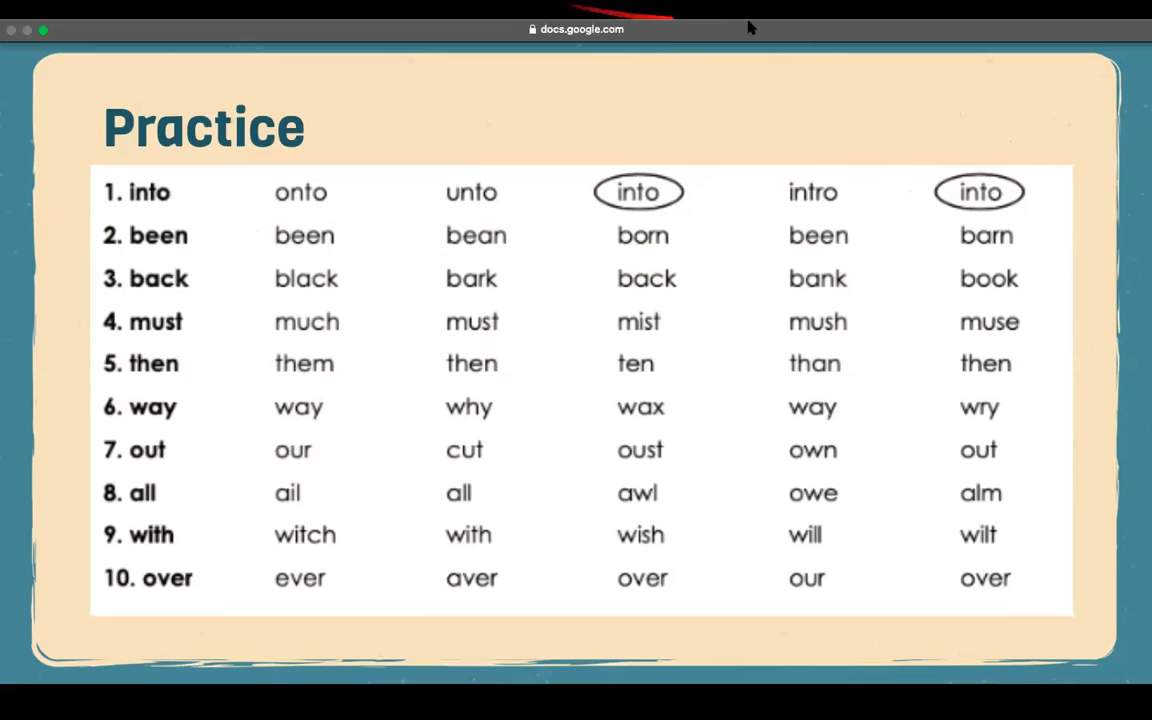 docs.google.com
Practice
1. into onto unto into intro into
2. been been bean born been barn
3. back black bark back bank book
4. must much must mist mush muse
5. then them then ten than then
6. way way why wax way wry
7. out our cut oust own out
8. all ail all awl owe alm
9. with witch with wish will wilt
10. over ever aver over our over